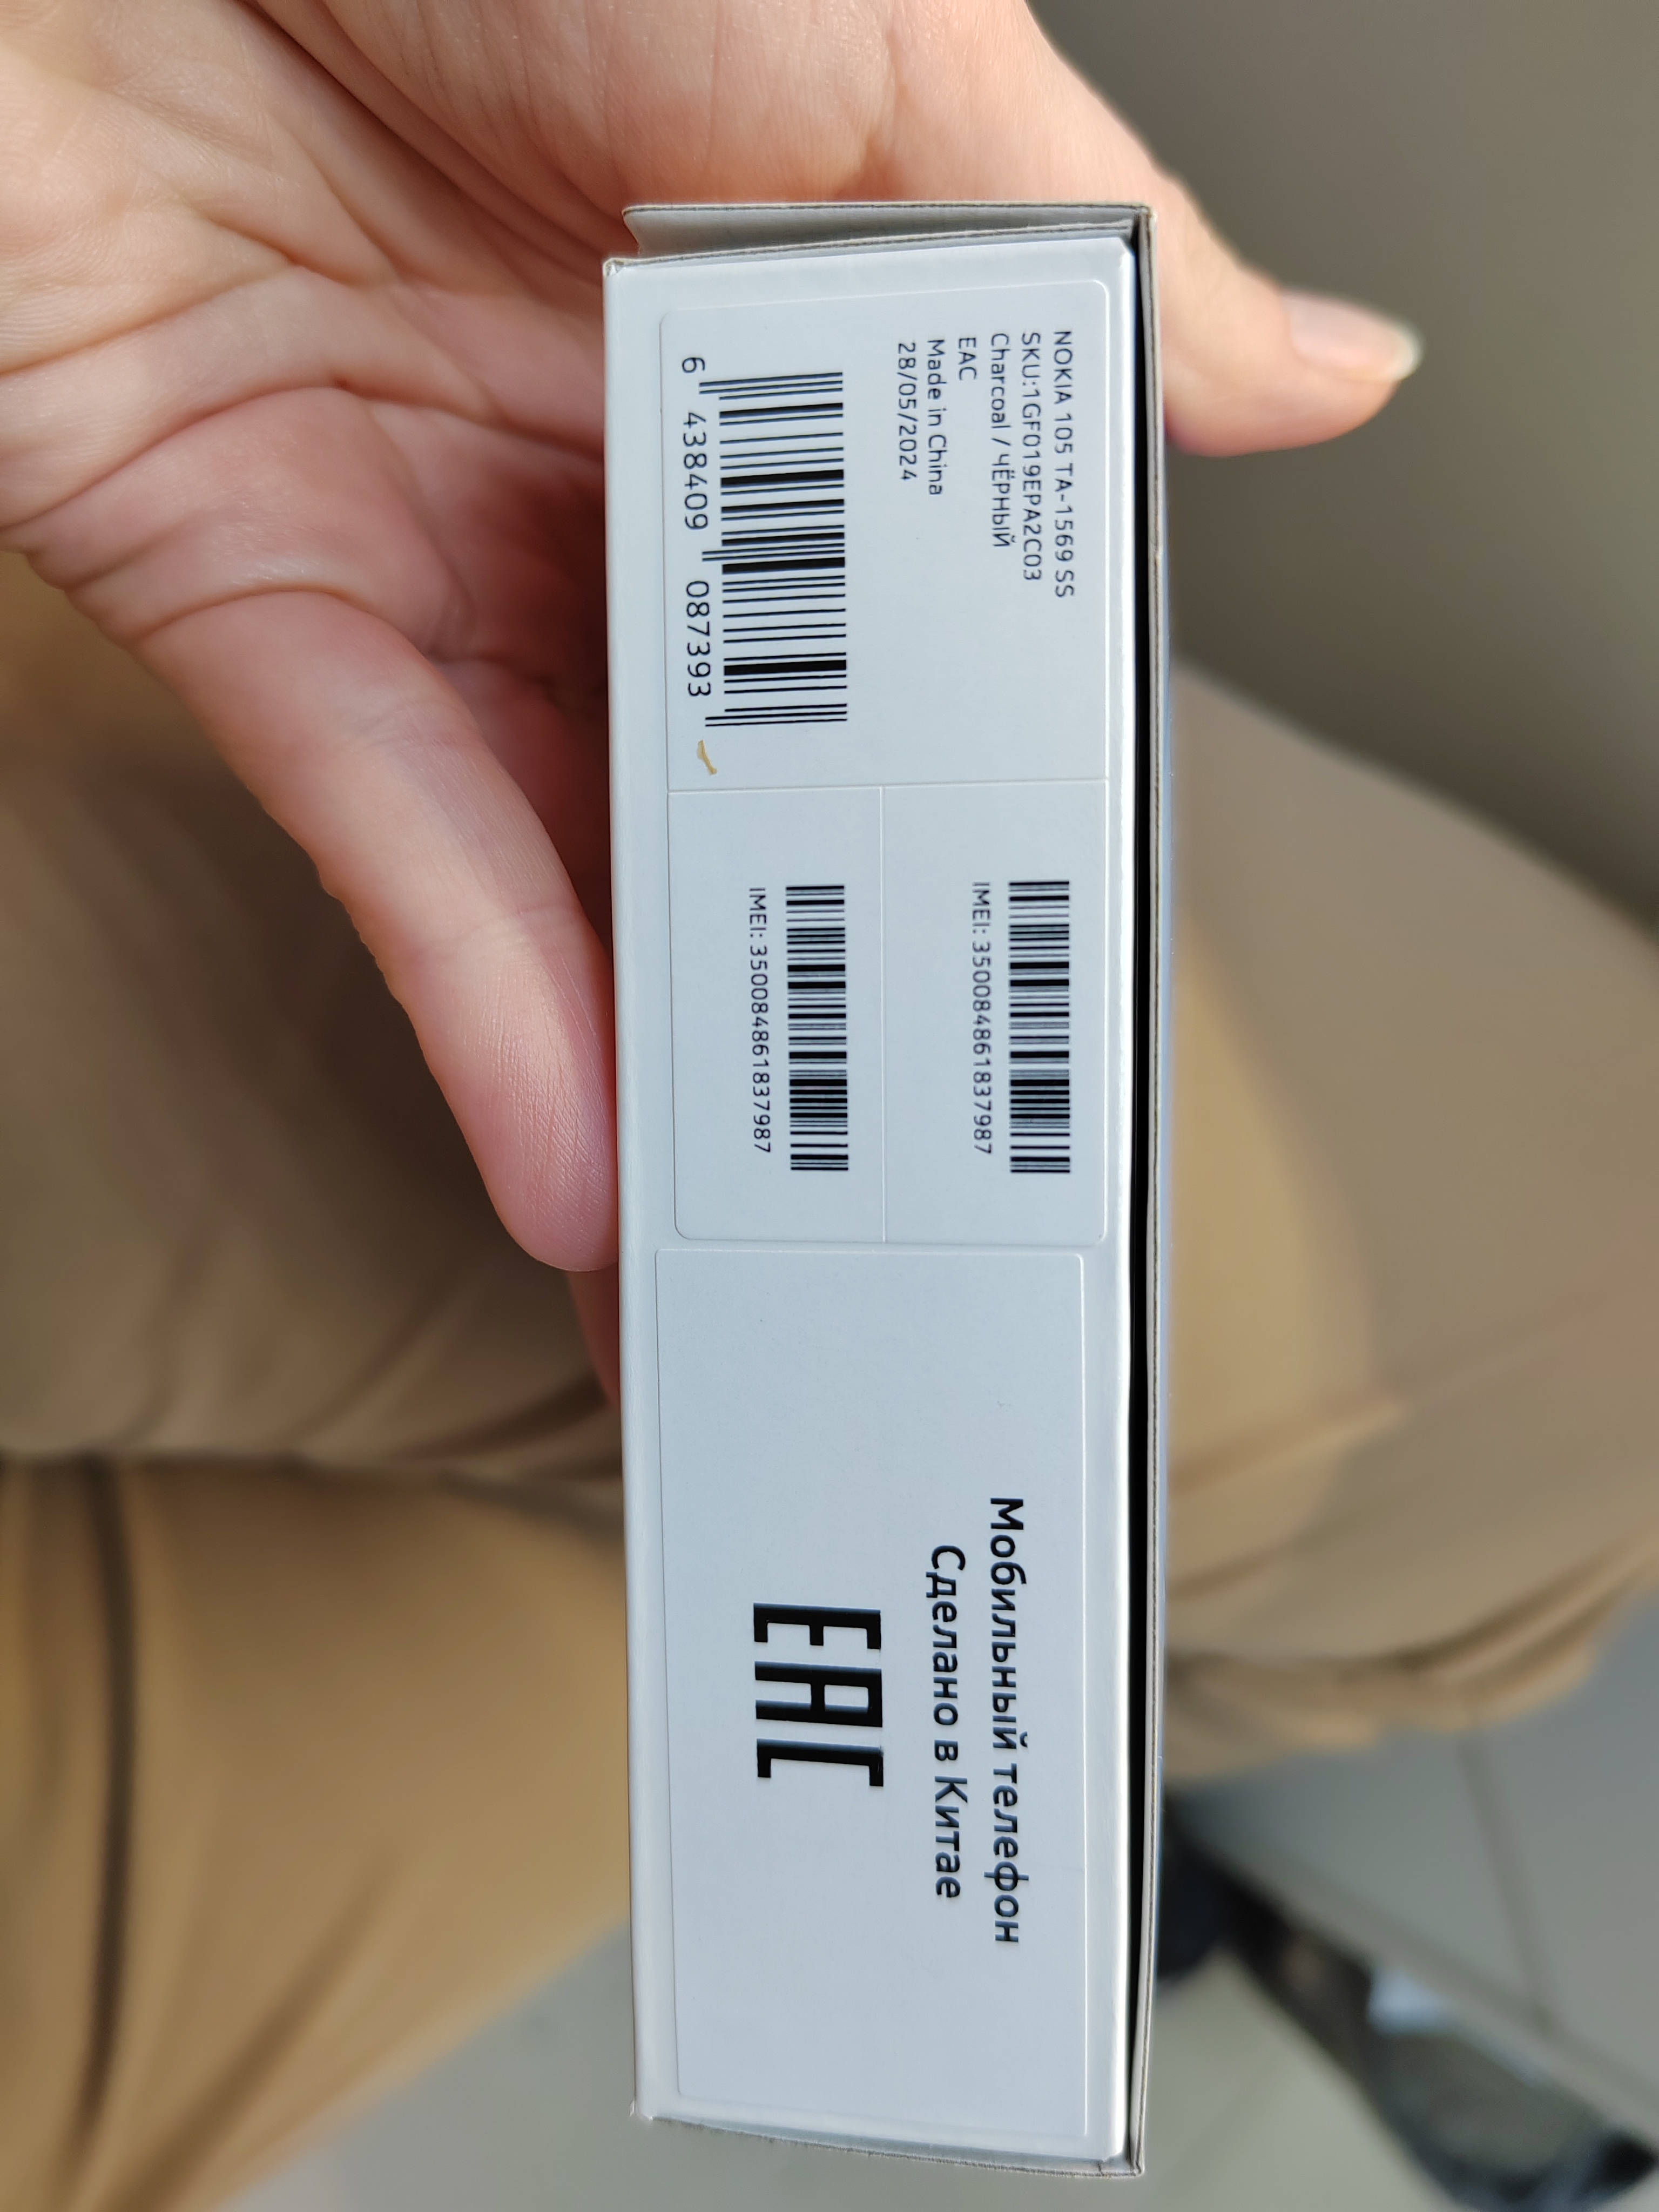 NOKIA 105 TA-1569 SS
SKU:1GF019EPA2C03
Charcoal / ЧЁРНЫЙ
EAC
Made in China
28/05/2024
6 438409 087393
IMEI: 350084861837987
IMEI: 350084861837987
Мобильный телефон
Сделано в Китае
EAC